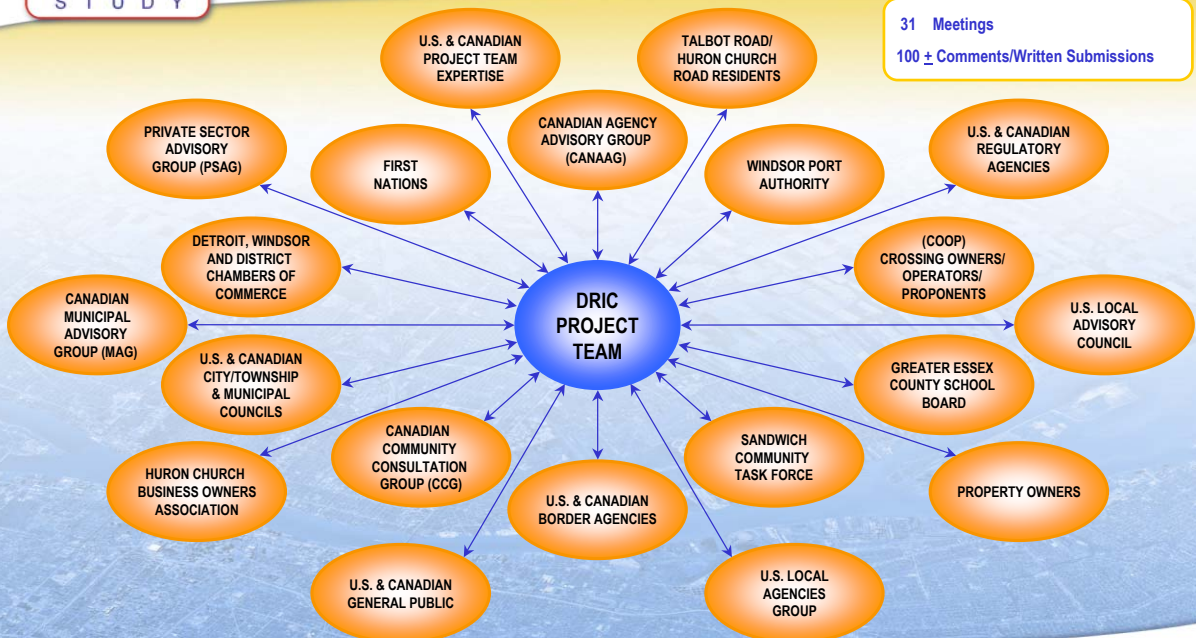 STUDY
31 Meetings
100 ± Comments/Written Submissions
U.S. & CANADIAN
PROJECT TEAM
EXPERTISE
TALBOT ROAD/
HURON CHURCH
ROAD RESIDENTS
PRIVATE SECTOR
ADVISORY
GROUP (PSAG)
FIRST
NATIONS
CANADIAN AGENCY
ADVISORY GROUP
(CANAAG)
WINDSOR PORT
AUTHORITY
U.S. & CANADIAN
REGULATORY
AGENCIES
DETROIT, WINDSOR
AND DISTRICT
CHAMBERS OF
COMMERCE
(COOP)
CROSSING OWNERS/
OPERATORS/
PROPONENTS
CANADIAN
MUNICIPAL
ADVISORY
GROUP (MAG)
DRIC
PROJECT
TEAM
U.S. LOCAL
ADVISORY
COUNCIL
U.S. & CANADIAN
CITY/TOWNSHIP
& MUNICIPAL
COUNCILS
GREATER ESSEX
COUNTY SCHOOL
BOARD
CANADIAN
COMMUNITY
CONSULTATION
GROUP (CCG)
SANDWICH
COMMUNITY
TASK FORCE
HURON CHURCH
BUSINESS OWNERS
ASSOCIATION
U.S. & CANADIAN
BORDER AGENCIES
PROPERTY OWNERS
U.S. & CANADIAN
GENERAL PUBLIC
U.S. LOCAL
AGENCIES
GROUP